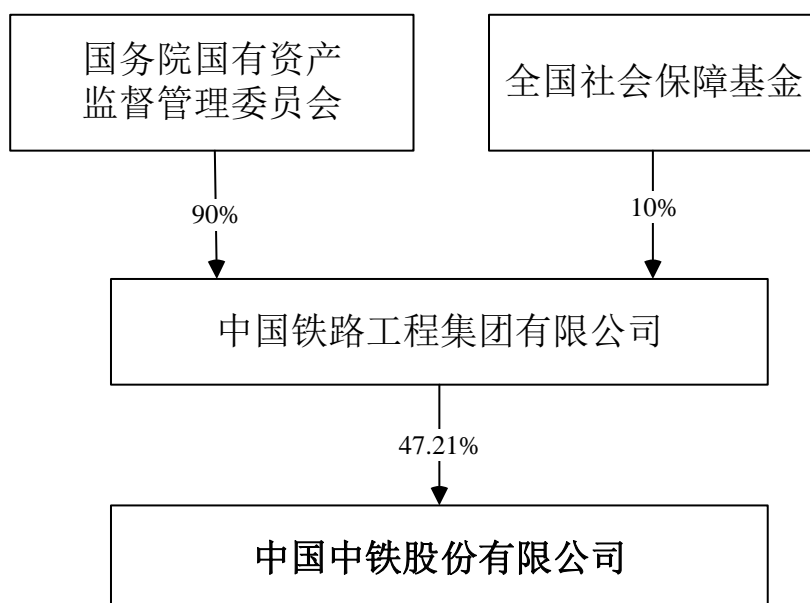 国务院国有资产
监督管理委员会
全国社会保障基金
90%
10%
中国铁路工程集团有限公司
47.21%
中国中铁股份有限公司